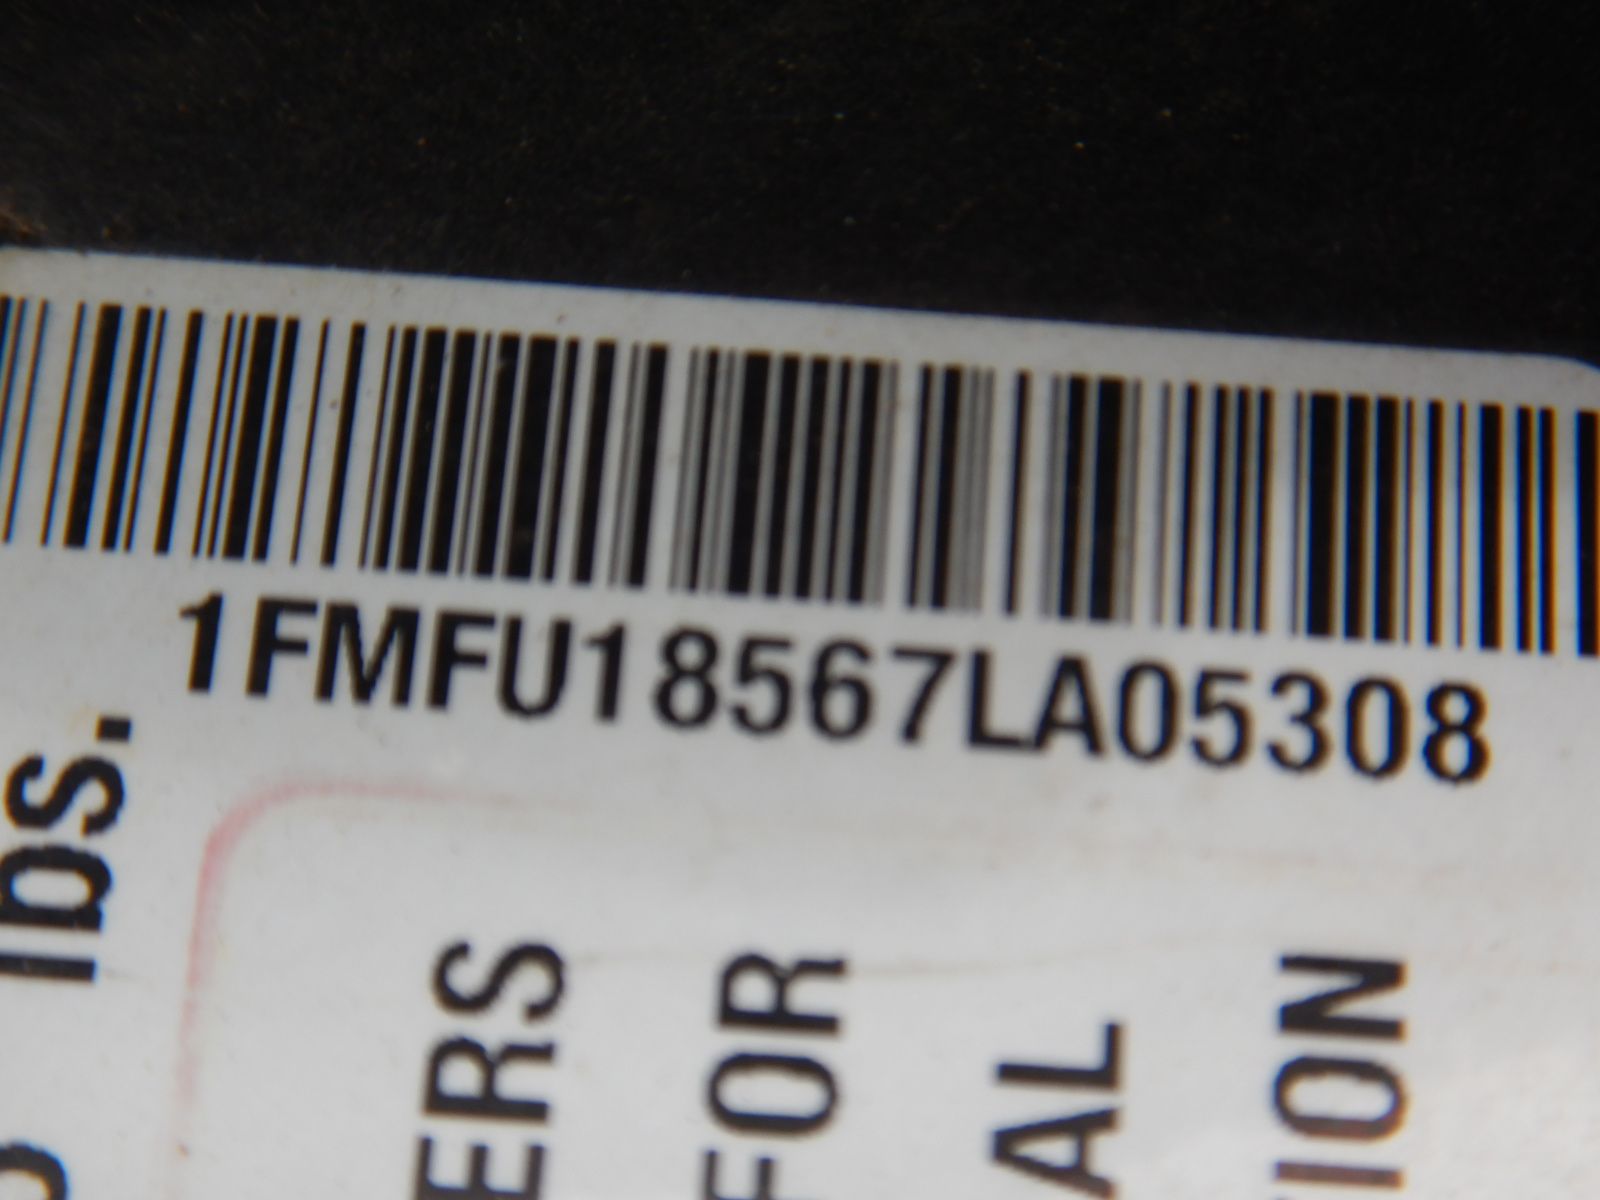 1FMFU18567LA05308
lbs.
ERS
FOR
AL
ION